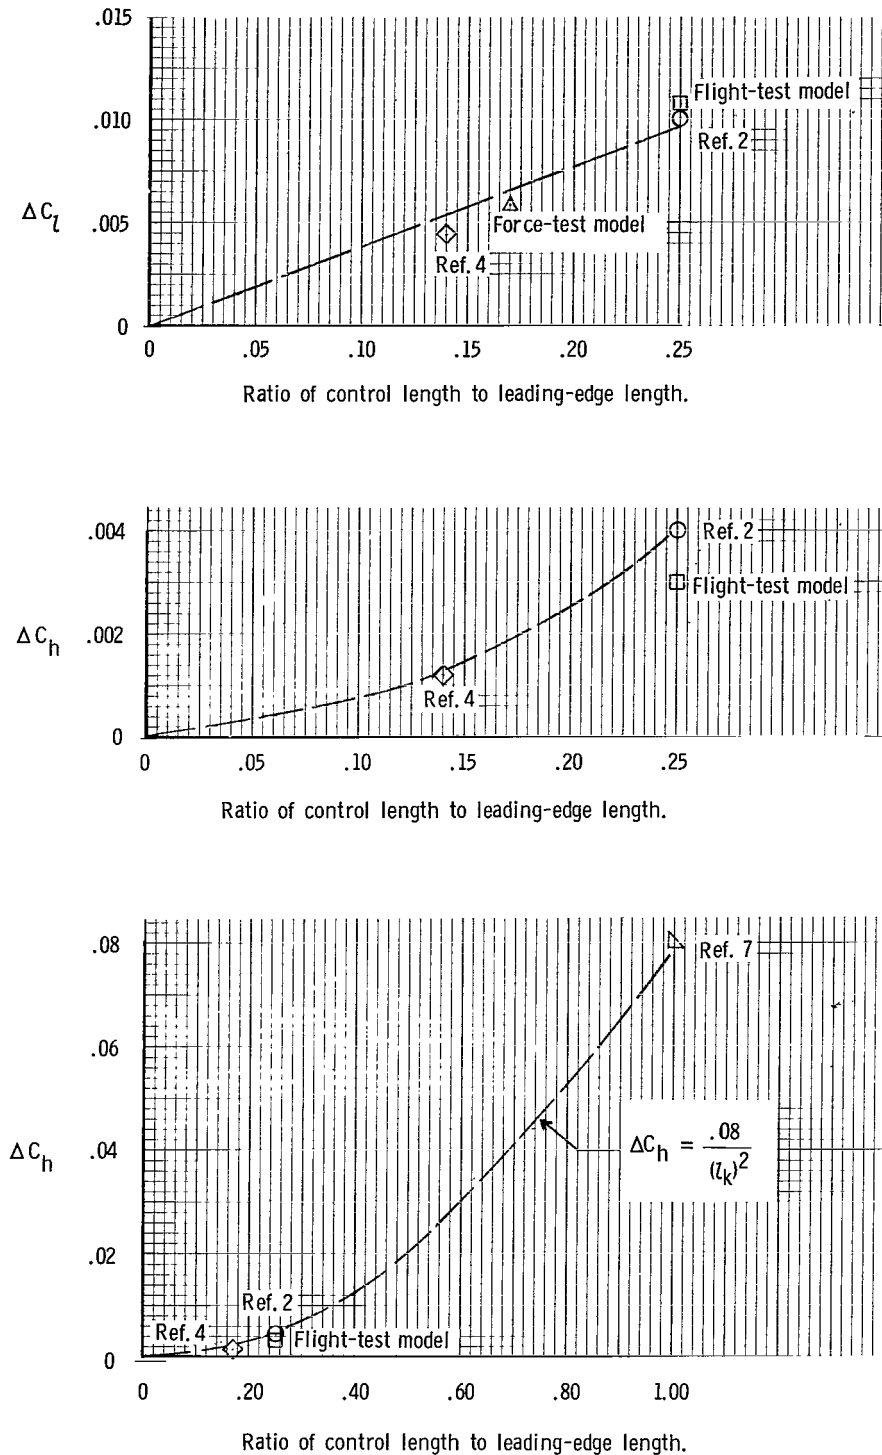 .015
.010
ΔC_l
.005
0
Flight-test model
Ref. 2
Force-test model
Ref. 4
0 .05 .10 .15 .20 .25
Ratio of control length to leading-edge length.
.004
ΔC_h .002
0
Ref. 2
Flight-test model
Ref. 4
0 .05 .10 .15 .20 .25
Ratio of control length to leading-edge length.
.08
.06
ΔC_h .04
.02
0
Ref. 7
ΔC_h = .08 / (l_k)^2
Ref. 2
Ref. 4
Flight-test model
0 .20 .40 .60 .80 1.00
Ratio of control length to leading-edge length.